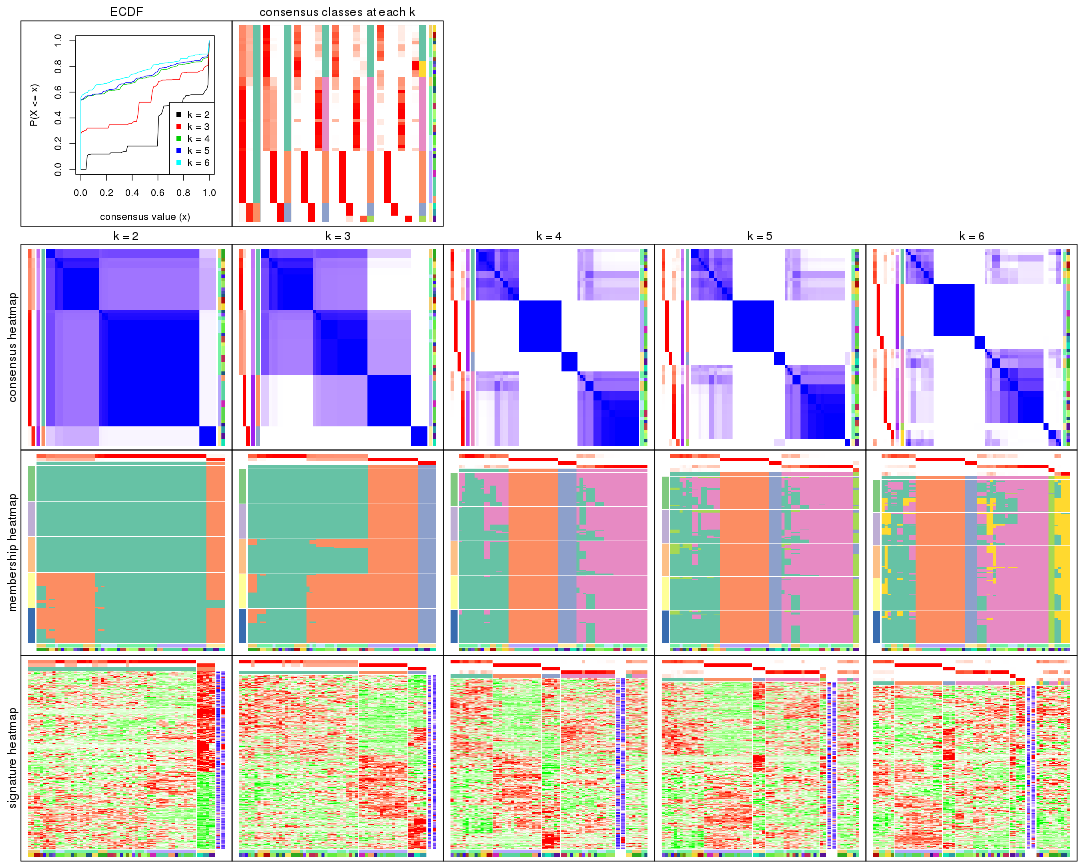 ECDF
consensus classes at each k
P(X <= x)
0.0 0.2 0.4 0.6 0.8 1.0
k = 2
k = 3
k = 4
k = 5
k = 6
0.0 0.2 0.4 0.6 0.8 1.0
consensus value (x)
k = 2
k = 3
k = 4
k = 5
k = 6
consensus heatmap
membership heatmap
signature heatmap